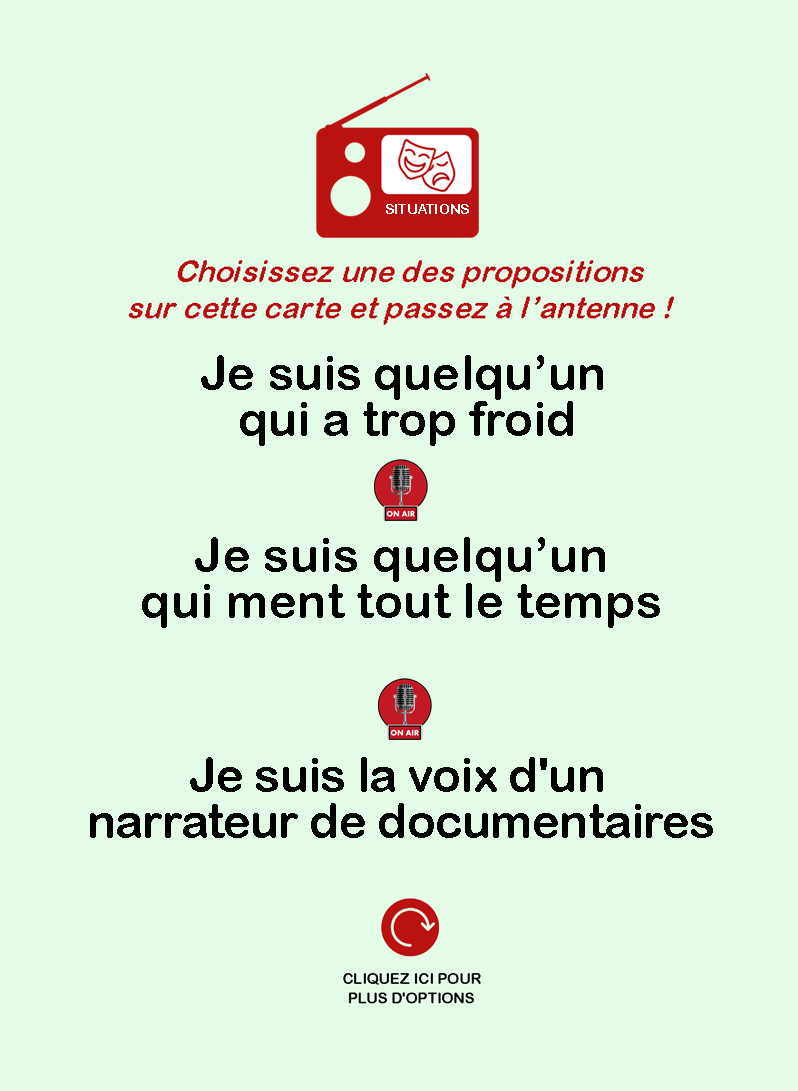 SITUATIONS
Choisissez une des propositions
sur cette carte et passez à l’antenne !
Je suis quelqu’un
qui a trop froid
ON AIR
Je suis quelqu’un
qui ment tout le temps
ON AIR
Je suis la voix d'un
narrateur de documentaires
CLIQUEZ ICI POUR
PLUS D'OPTIONS